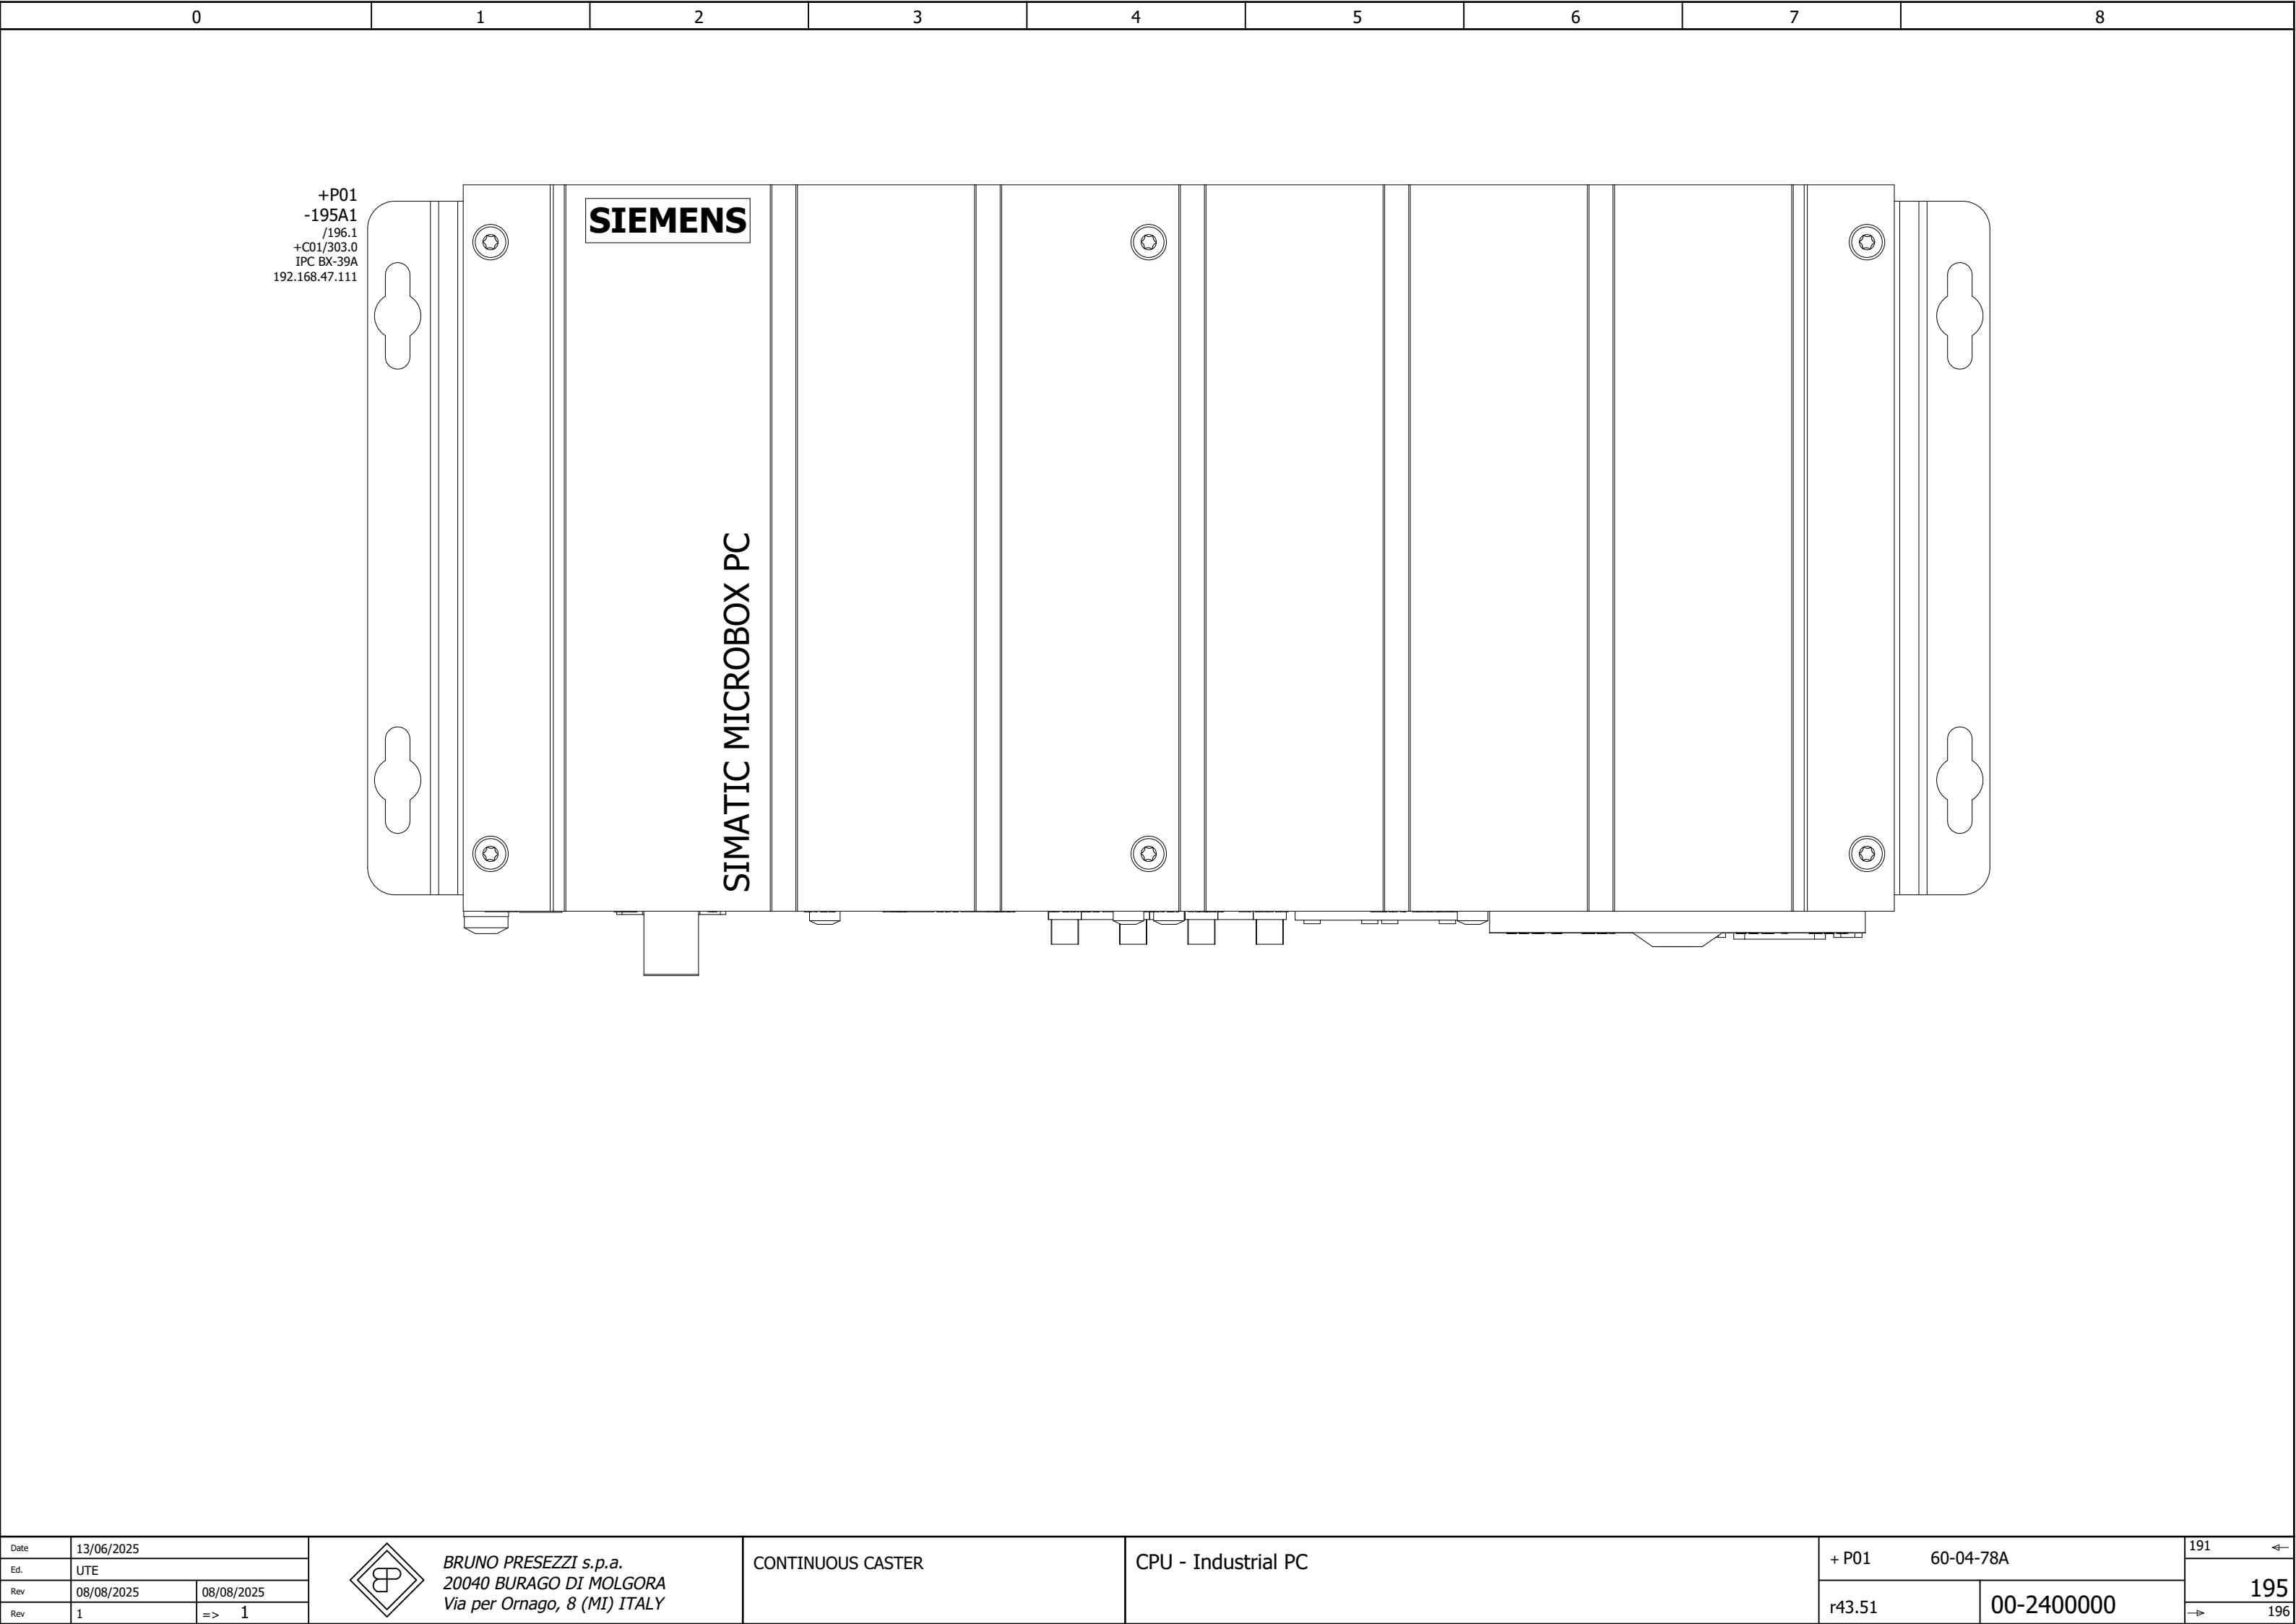 0 1 2 3 4 5 6 7 8
+P01
-195A1
/196.1
+C01/303.0
IPC BX-39A
192.168.47.111
SIEMENS
SIMATIC MICROBOX PC
Date 13/06/2025
Ed. UTE
Rev 08/08/2025 08/08/2025
Rev 1 => 1
BRUNO PRESEZZI s.p.a.
20040 BURAGO DI MOLGORA
Via per Ornago, 8 (MI) ITALY
CONTINUOUS CASTER
CPU - Industrial PC
+ P01 60-04-78A
r43.51 00-2400000
191
195
196